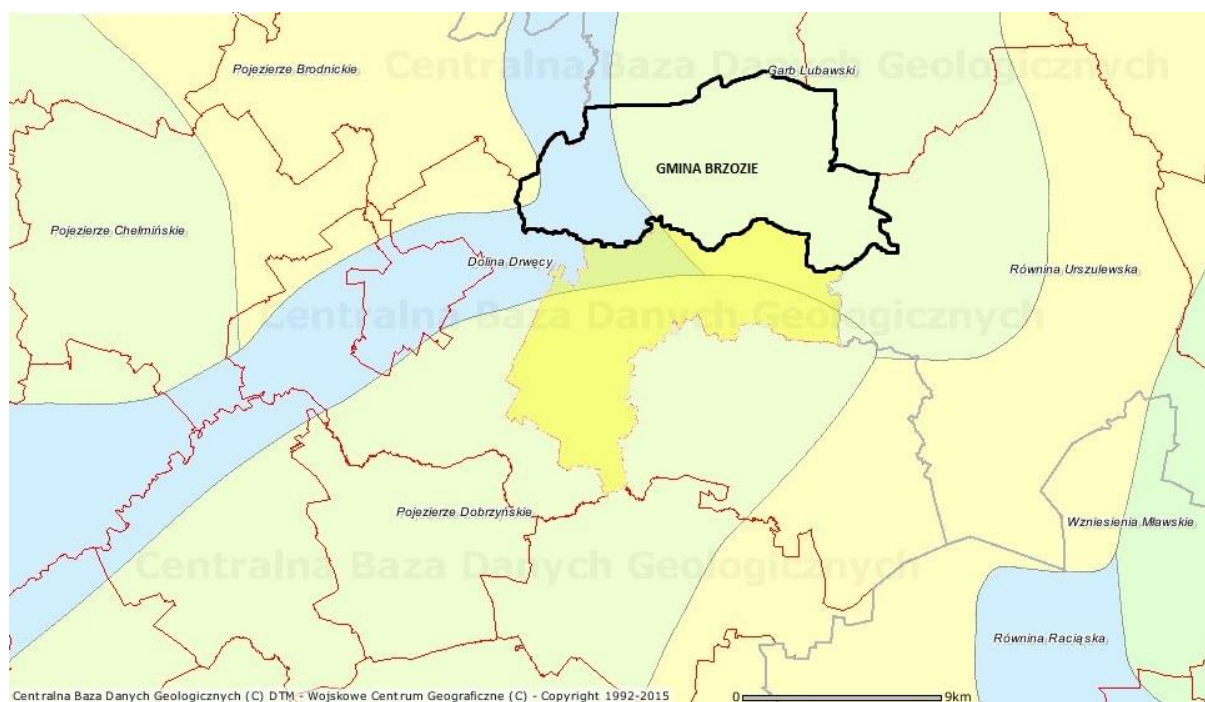 Pojezierze Brodnickie
Centralna Baza Danych Geologicznych
Garb Lubawski
GMINA BRZOZIE
Pojezierze Chełmińskie
Dolina Drwęcy
Równina Urszulewska
Centralna Baza Danych Geologicznych
Pojezierze Dobrzyńskie
Wzniesienia Mławskie
Centralna Baza Danych Geologicznych
Równina Raciąska
Centralna Baza Danych Geologicznych (C) DTM - Wojskowe Centrum Geograficzne (C) - Copyright 1992-2015
0 9km